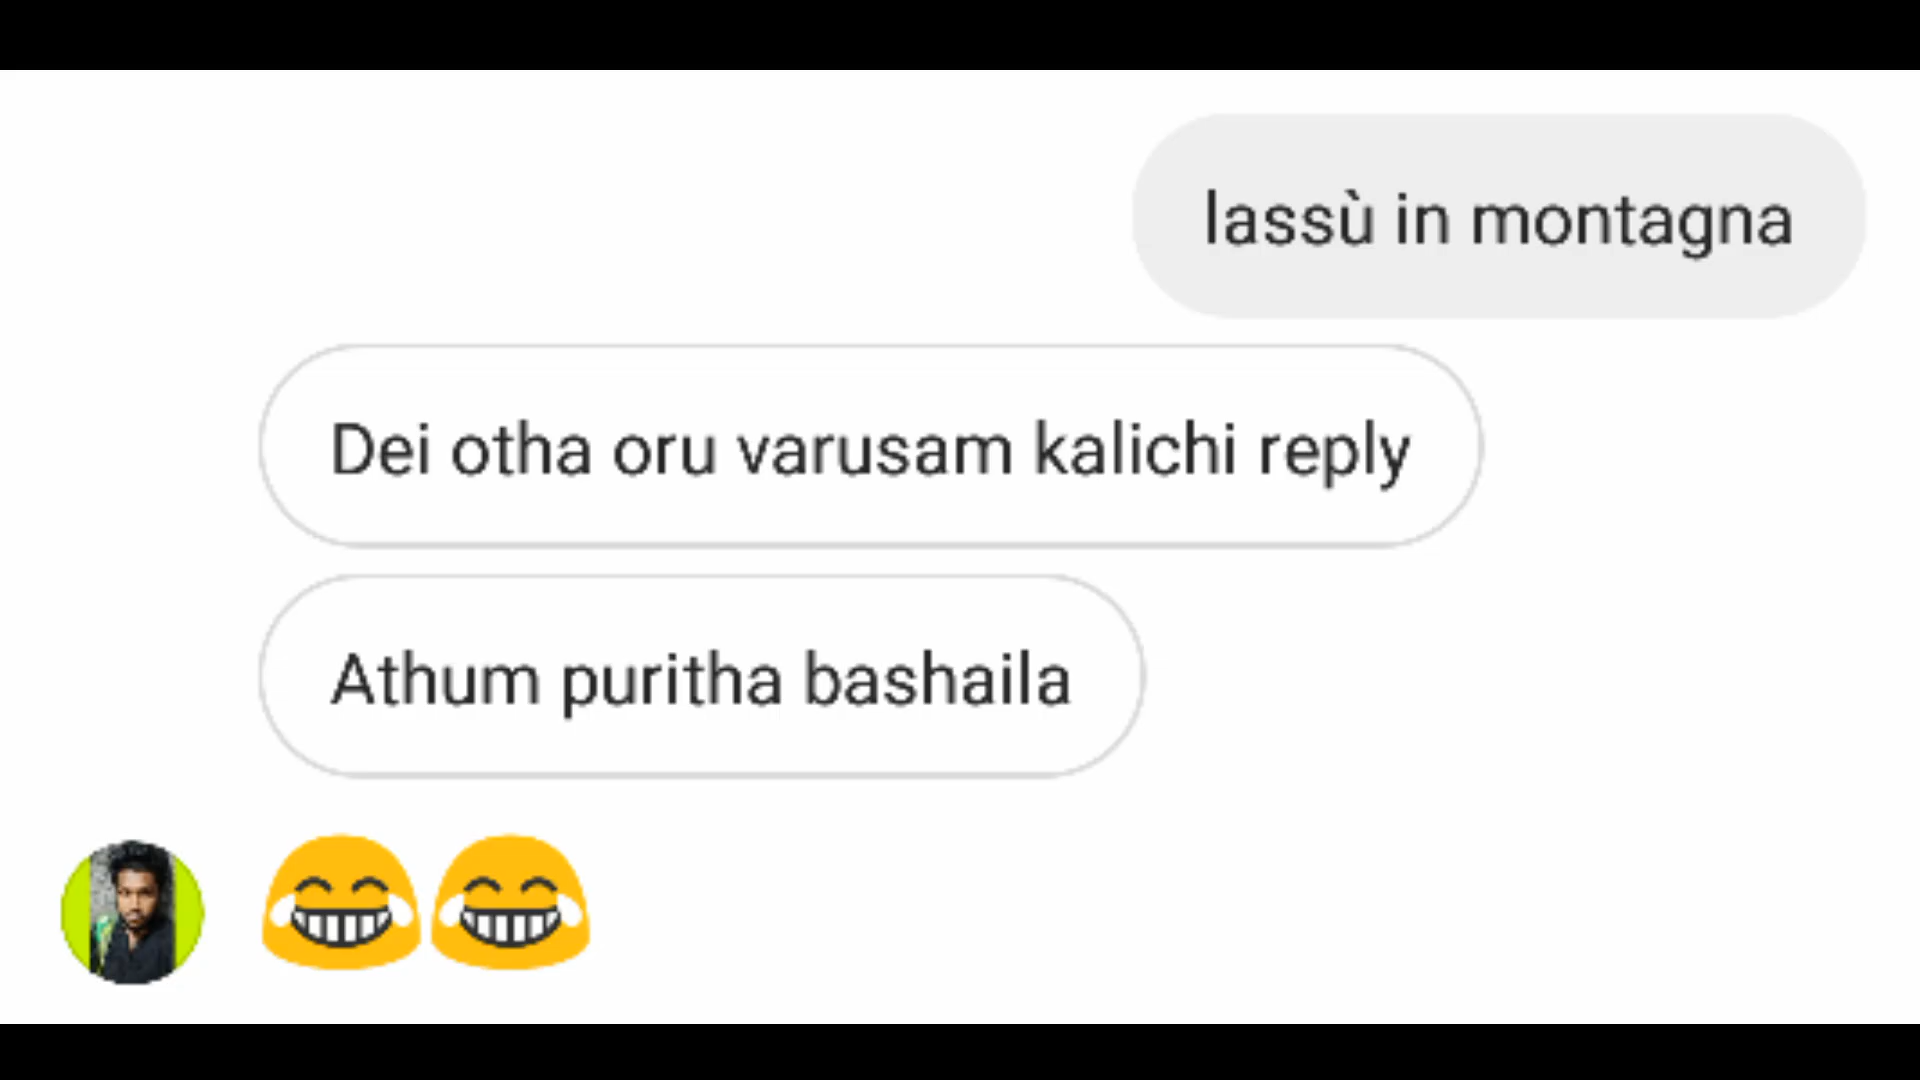 lassù in montagna
Dei otha oru varusam kalichi reply
Athum puritha bashaila
😂😂